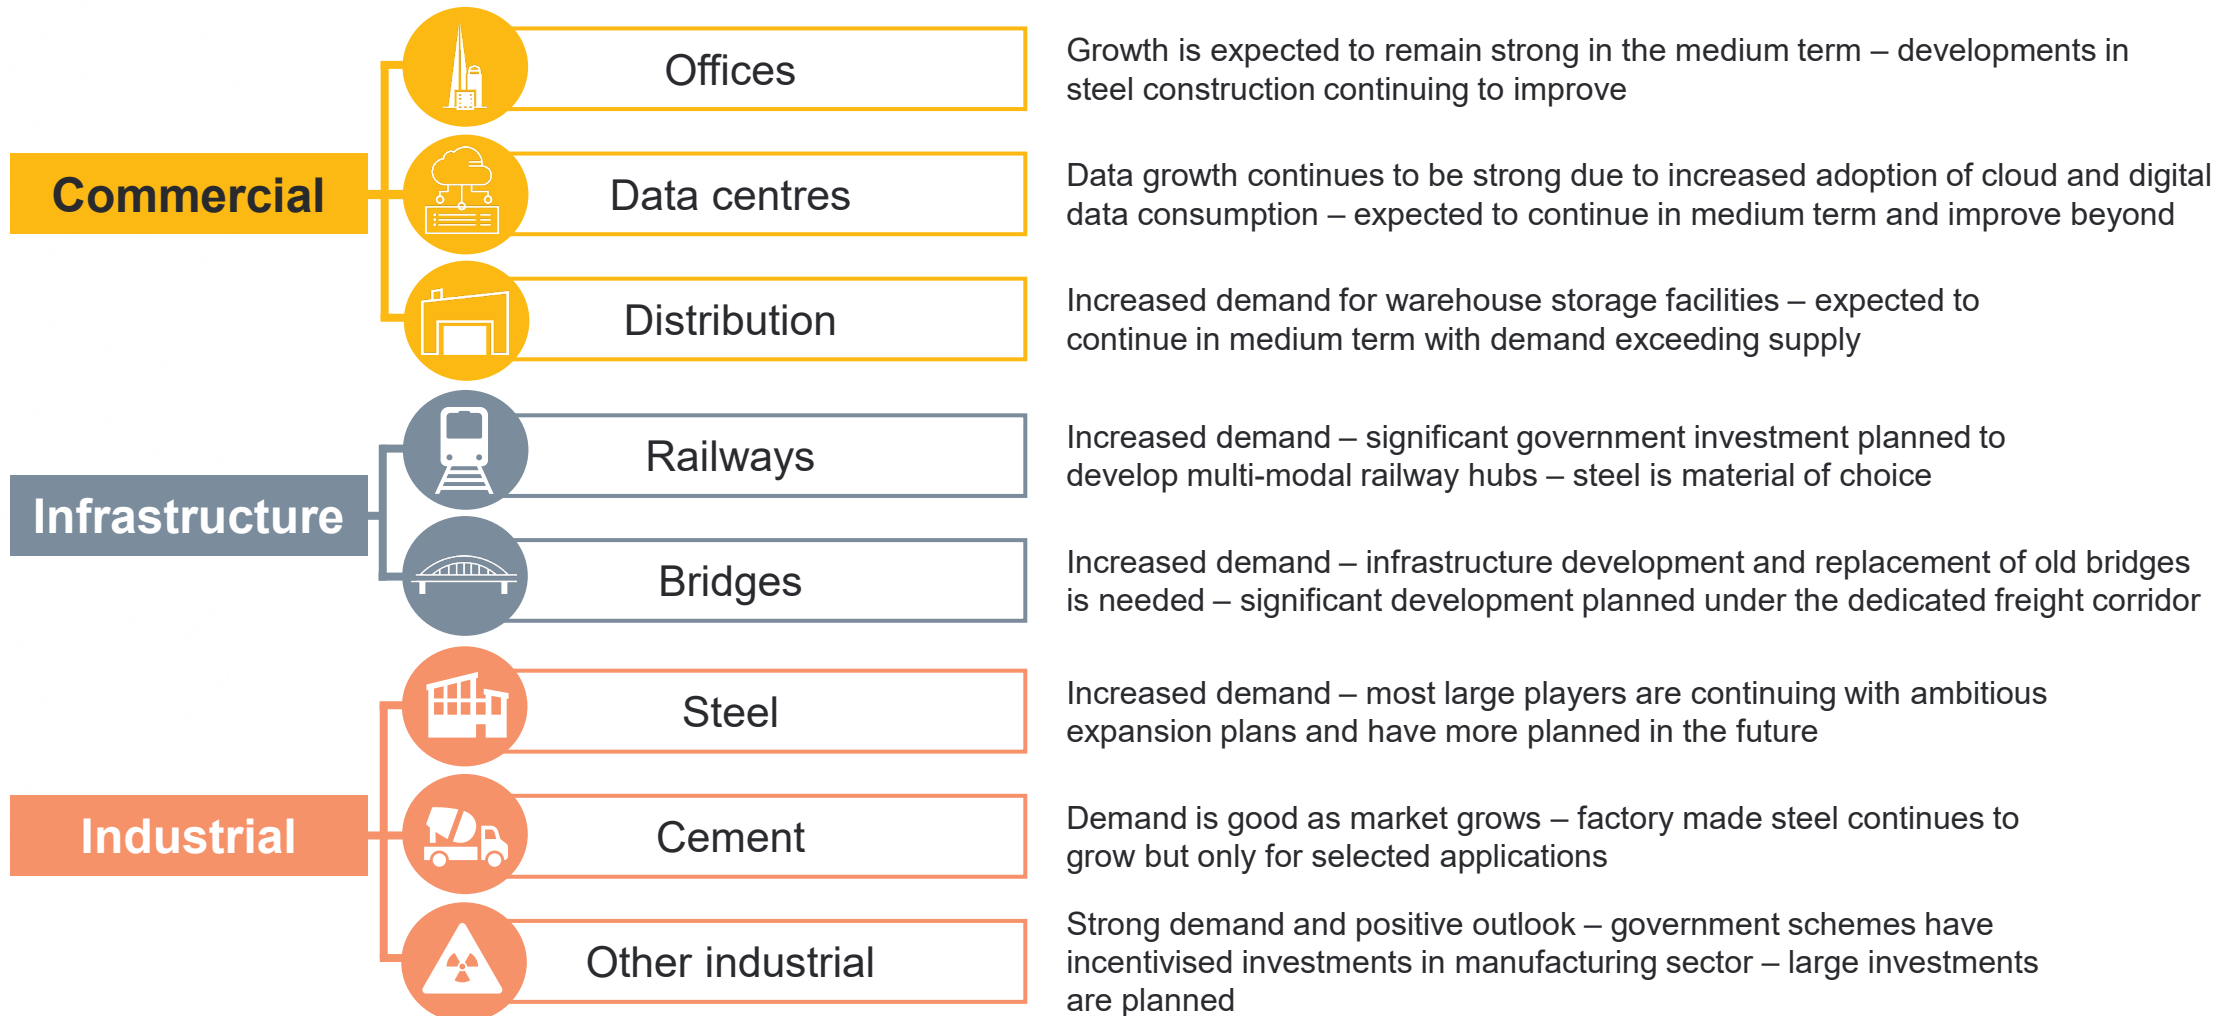 Commercial
Offices
Growth is expected to remain strong in the medium term – developments in
steel construction continuing to improve
Data centres
Data growth continues to be strong due to increased adoption of cloud and digital
data consumption – expected to continue in medium term and improve beyond
Distribution
Increased demand for warehouse storage facilities – expected to
continue in medium term with demand exceeding supply
Infrastructure
Railways
Increased demand – significant government investment planned to
develop multi-modal railway hubs – steel is material of choice
Bridges
Increased demand – infrastructure development and replacement of old bridges
is needed – significant development planned under the dedicated freight corridor
Industrial
Steel
Increased demand – most large players are continuing with ambitious
expansion plans and have more planned in the future
Cement
Demand is good as market grows – factory made steel continues to
grow but only for selected applications
Other industrial
Strong demand and positive outlook – government schemes have
incentivised investments in manufacturing sector – large investments
are planned